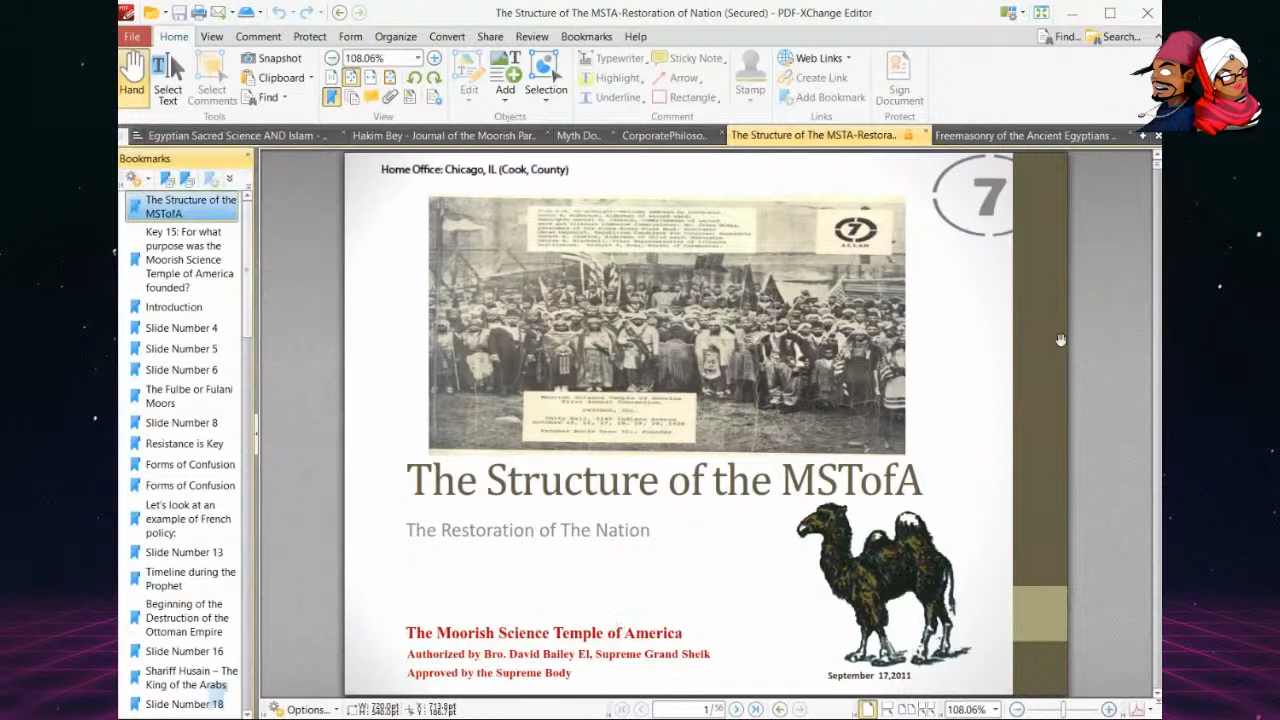 The Structure of The MSTA-Restoration of Nation (Secured) - PDF-XChange Editor
File Home View Comment Protect Form Organize Convert Share Review Bookmarks Help Find... Search...
Hand
Select Text
Select Comments
Snapshot
Clipboard
Find
Tools
108.06%
View
Edit
Add
Selection
Objects
Typewriter
Sticky Note
Highlight
Arrow
Underline
Rectangle
Stamp
Comment
Web Links
Create Link
Add Bookmark
Links
Sign Document
Protect
Egyptian Sacred Science AND Islam - ..
Hakim Bey - Journal of the Moorish Par..
Myth Do..
CorporatePhiloso..
The Structure of The MSTA-Restora..
Freemasonry of the Ancient Egyptians ..
Bookmarks
The Structure of the
MSTofA
Key 15: For what
purpose was the
Moorish Science
Temple of America
founded?
Introduction
Slide Number 4
Slide Number 5
Slide Number 6
The Fulbe or Fulani
Moors
Slide Number 8
Resistance is Key
Forms of Confusion
Forms of Confusion
Let's look at an
example of French
policy:
Slide Number 13
Timeline during the
Prophet
Beginning of the
Destruction of the
Ottoman Empire
Slide Number 16
Shariff Husain – The
King of the Arabs
Slide Number 18
Home Office: Chicago, IL (Cook, County)
7
7
ALLAH
Moorish Science Temple of America
First Annual Convention
The Structure of the MSTofA
The Restoration of The Nation
The Moorish Science Temple of America
Authorized by Bro. David Bailey El, Supreme Grand Sheik
Approved by the Supreme Body
September 17,2011
Options...
1/56
108.06%